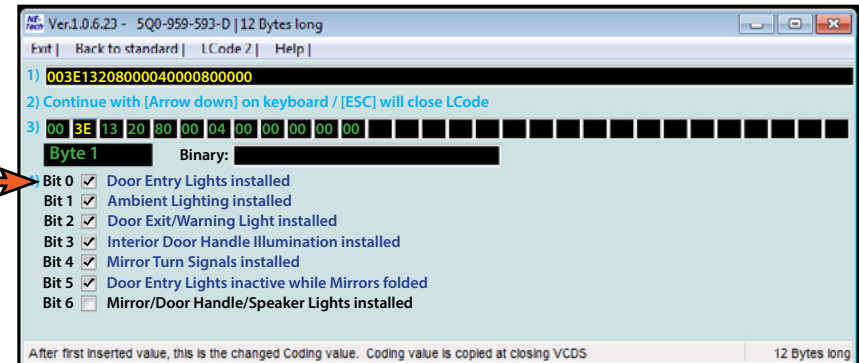 NE-Tech Ver.1.0.6.23 - 5Q0-959-593-D | 12 Bytes long
Exit | Back to standard | LCode 2 | Help |
1) 003E13208000040000800000
2) Continue with [Arrow down] on keyboard / [ESC] will close LCode
3) 00 3E 13 20 80 00 04 00 00 00 00 00
Byte 1 Binary:
Bit 0 Door Entry Lights installed
Bit 1 Ambient Lighting installed
Bit 2 Door Exit/Warning Light installed
Bit 3 Interior Door Handle Illumination installed
Bit 4 Mirror Turn Signals installed
Bit 5 Door Entry Lights inactive while Mirrors folded
Bit 6 Mirror/Door Handle/Speaker Lights installed
After first inserted value, this is the changed Coding value. Coding value is copied at closing VCDS 12 Bytes long